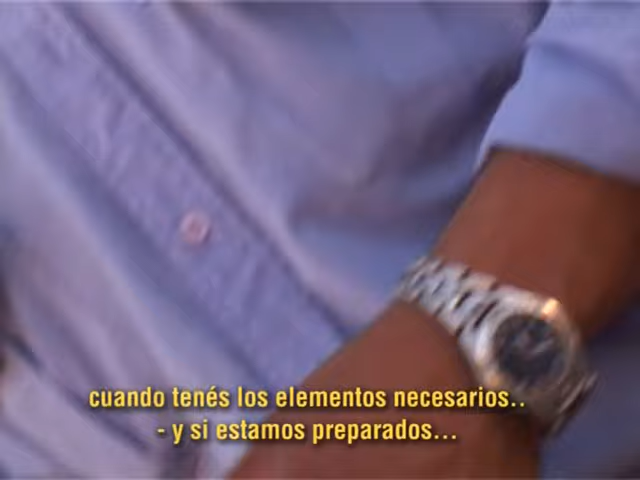 cuando tenés los elementos necesarios..
- y si estamos preparados...